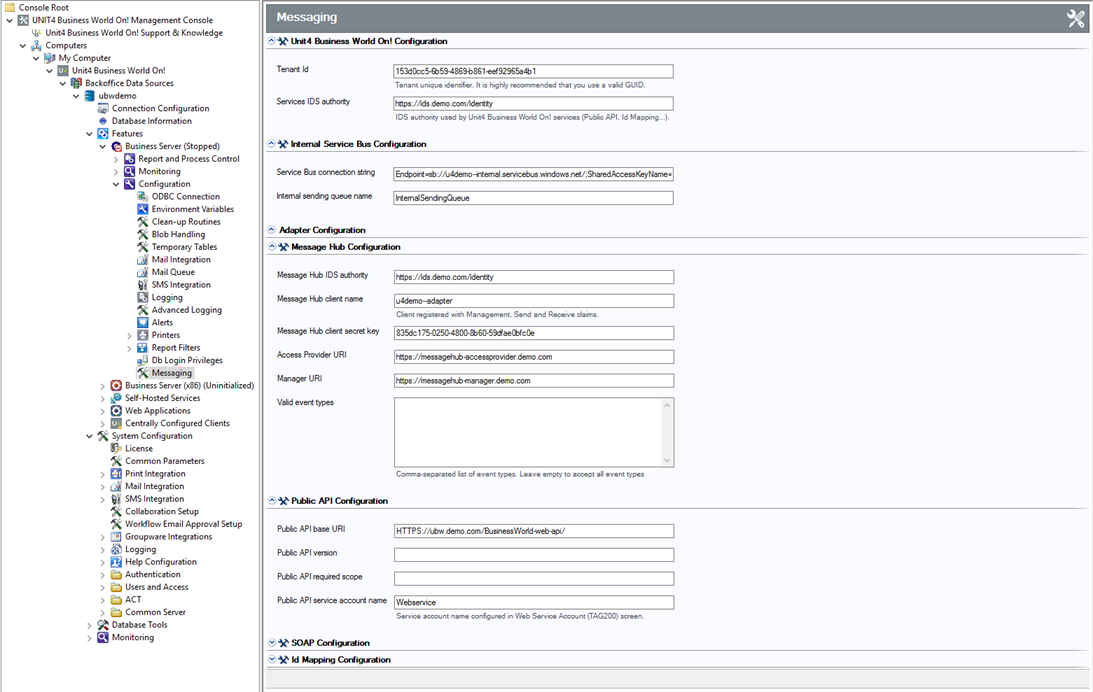 Console Root
UNIT4 Business World On! Management Console
Unit4 Business World On! Support & Knowledge
Computers
My Computer
Unit4 Business World On!
Backoffice Data Sources
ubwdemo
Connection Configuration
Database Information
Features
Business Server (Stopped)
Report and Process Control
Monitoring
Configuration
ODBC Connection
Environment Variables
Clean-up Routines
Blob Handling
Temporary Tables
Mail Integration
Mail Queue
SMS Integration
Logging
Advanced Logging
Alerts
Printers
Report Filters
Db Login Privileges
Messaging
Business Server (x86) (Uninitialized)
Self-Hosted Services
Web Applications
Centrally Configured Clients
System Configuration
License
Common Parameters
Print Integration
Mail Integration
SMS Integration
Collaboration Setup
Workflow Email Approval Setup
Groupware Integrations
Logging
Help Configuration
Authentication
Users and Access
ACT
Common Server
Database Tools
Monitoring
Messaging
Unit4 Business World On! Configuration
Tenant Id 153d0cc5-6b59-4869-b861-eef92965a4b1
Tenant unique identifier. It is highly recommended that you use a valid GUID.
Services IDS authority https://ids.demo.com/identity
IDS authority used by Unit4 Business World On! services (Public API, Id Mapping...).
Internal Service Bus Configuration
Service Bus connection string Endpoint=sb://u4demo-internal.servicebus.windows.net/;SharedAccessKeyName=
Internal sending queue name InternalSendingQueue
Adapter Configuration
Message Hub Configuration
Message Hub IDS authority https://ids.demo.com/identity
Message Hub client name u4demo-adapter
Client registered with Management, Send and Receive claims.
Message Hub client secret key 835dc175-0250-4800-8b60-59dfae0bfc0e
Access Provider URI https://messagehub-accessprovider.demo.com
Manager URI https://messagehub-manager.demo.com
Valid event types
Comma-separated list of event types. Leave empty to accept all event types
Public API Configuration
Public API base URI HTTPS://ubw.demo.com/BusinessWorld-web-api/
Public API version
Public API required scope
Public API service account name Webservice
Service account name configured in Web Service Account (TAG200) screen.
SOAP Configuration
Id Mapping Configuration